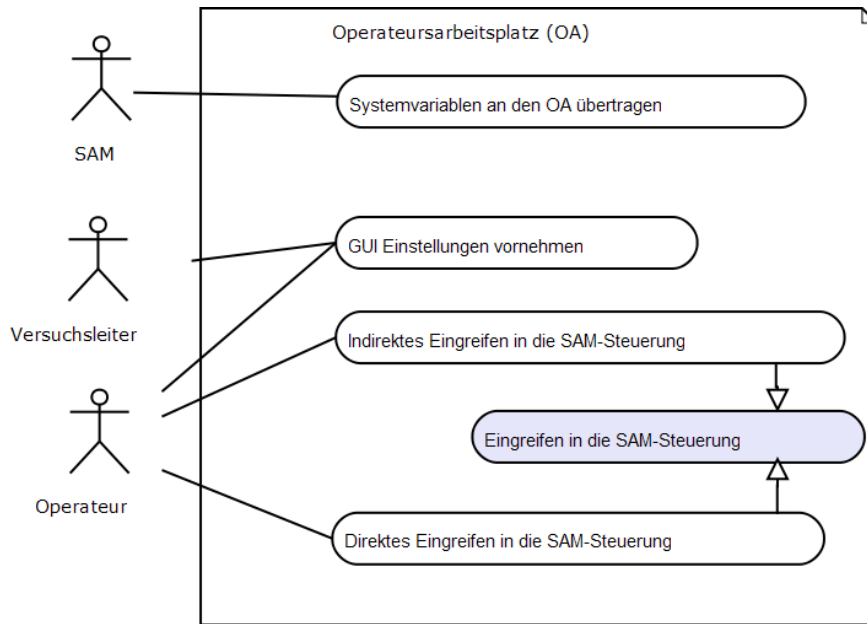 Operateursarbeitsplatz (OA)
Systemvariablen an den OA übertragen
SAM
GUI Einstellungen vornehmen
Versuchsleiter
Indirektes Eingreifen in die SAM-Steuerung
Eingreifen in die SAM-Steuerung
Operateur
Direktes Eingreifen in die SAM-Steuerung